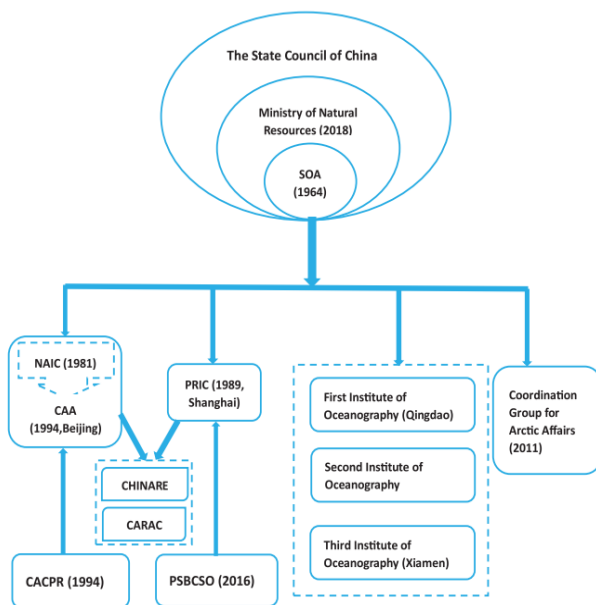 The State Council of China
Ministry of Natural
Resources (2018)
SOA
(1964)
NAIC (1981)
CAA
(1994,Beijing)
PRIC (1989,
Shanghai)
First Institute of
Oceanography (Qingdao)
Second Institute of
Oceanography
Third Institute of
Oceanography (Xiamen)
Coordination
Group for
Arctic Affairs
(2011)
CHINARE
CARAC
CACPR (1994)
PSBCSO (2016)